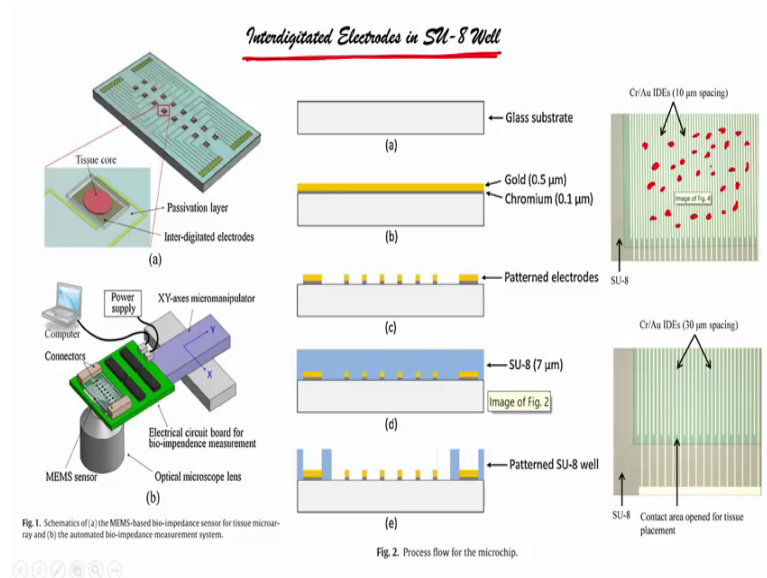 Interdigitated Electrodes in SU-8 Well
Tissue core
Passivation layer
Inter-digitated electrodes
(a)
Power
supply
XY-axes micromanipulator
Computer
Connectors
Y
X
Electrical circuit board for
bio-impendence measurement
MEMS sensor
Optical microscope lens
(b)
Fig. 1. Schematics of (a) the MEMS-based bio-impedance sensor for tissue microar-
ray and (b) the automated bio-impedance measurement system.
Glass substrate
(a)
Gold (0.5 μm)
Chromium (0.1 μm)
(b)
Patterned electrodes
(c)
SU-8 (7 μm)
Image of Fig. 2
(d)
Patterned SU-8 well
(e)
Fig. 2. Process flow for the microchip.
Cr/Au IDEs (10 μm spacing)
Image of Fig. 4
SU-8
Cr/Au IDEs (30 μm spacing)
SU-8
Contact area opened for tissue
placement